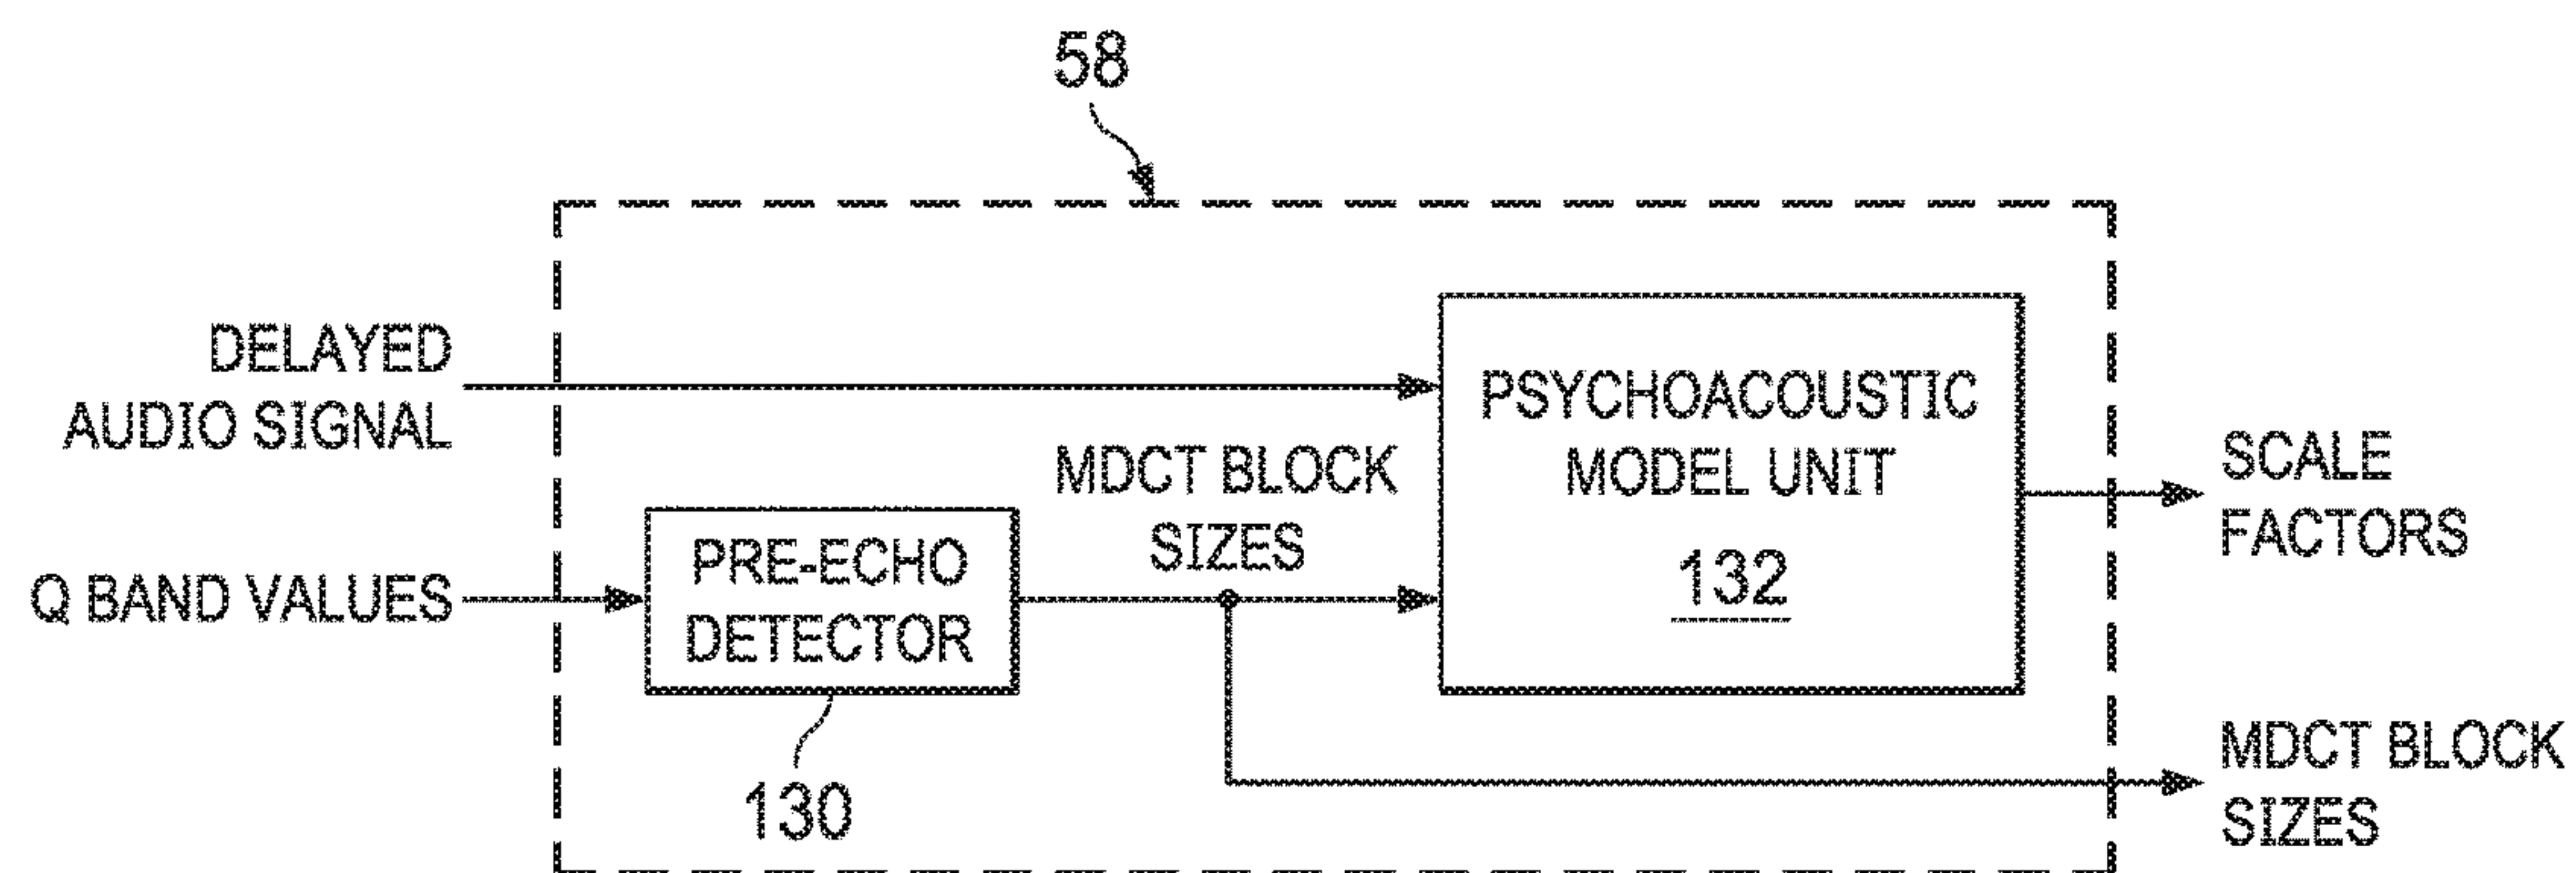 58
DELAYED
AUDIO SIGNAL
Q BAND VALUES
PRE-ECHO
DETECTOR
130
MDCT BLOCK
SIZES
PSYCHOACOUSTIC
MODEL UNIT
132
SCALE
FACTORS
MDCT BLOCK
SIZES